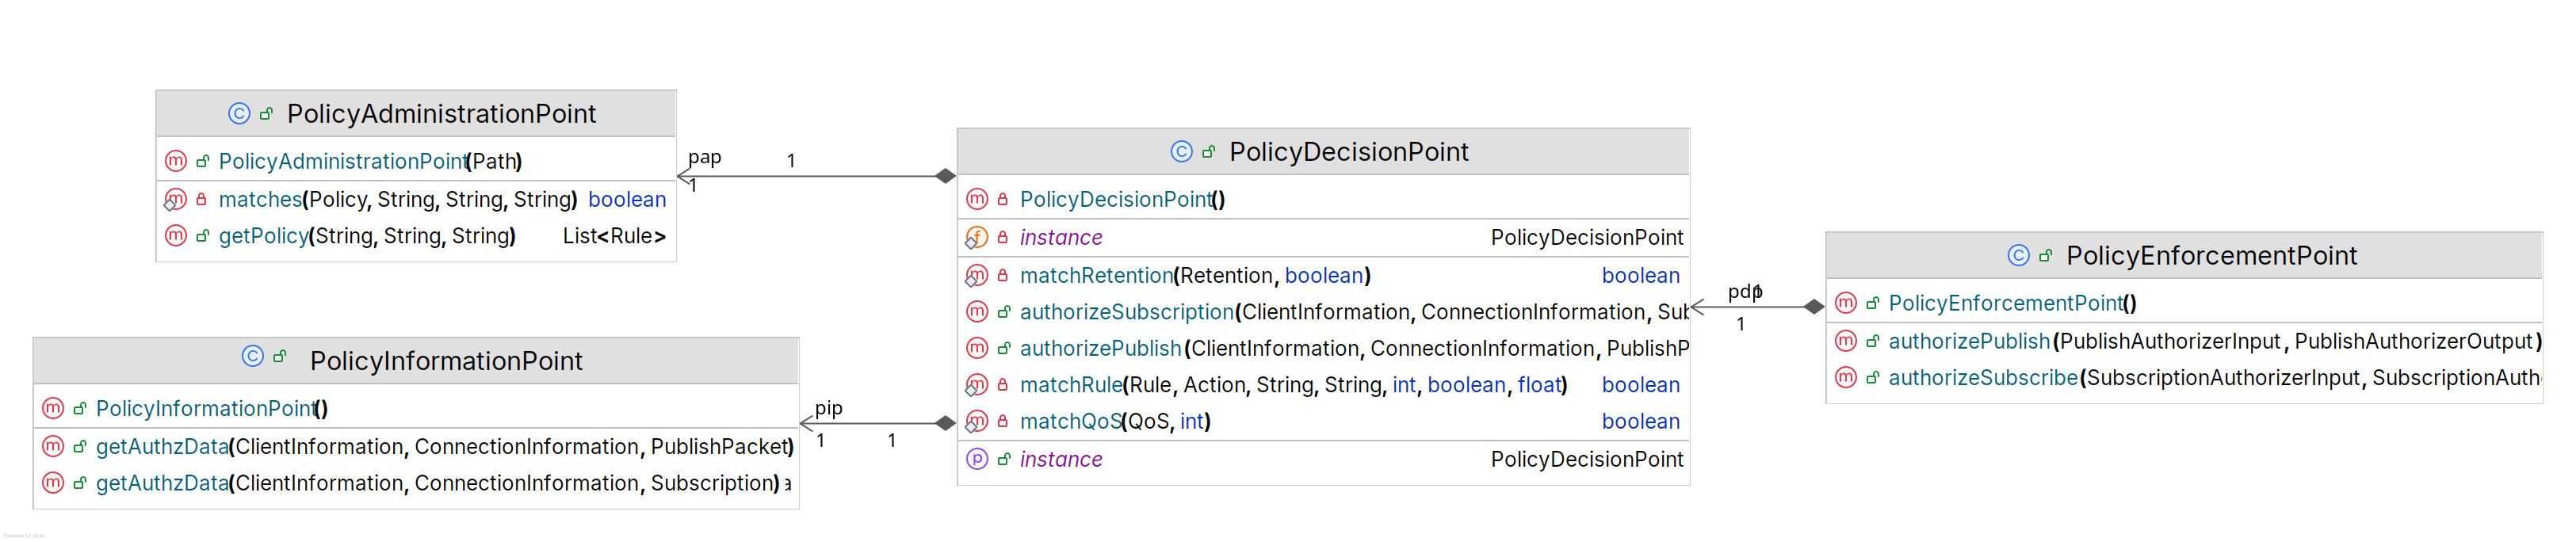 PolicyAdministrationPoint
PolicyAdministrationPoint(Path)
matches(Policy, String, String, String) boolean
getPolicy(String, String, String) List<Rule>
pap 1
1
PolicyDecisionPoint
PolicyDecisionPoint()
instance PolicyDecisionPoint
matchRetention(Retention, boolean) boolean
authorizeSubscription(ClientInformation, ConnectionInformation, Sub
authorizePublish(ClientInformation, ConnectionInformation, PublishP
matchRule(Rule, Action, String, String, int, boolean, float) boolean
matchQoS(QoS, int) boolean
instance PolicyDecisionPoint
PolicyInformationPoint
PolicyInformationPoint()
getAuthzData(ClientInformation, ConnectionInformation, PublishPacket)
getAuthzData(ClientInformation, ConnectionInformation, Subscription)
pip
1 1
pdp 1
1
PolicyEnforcementPoint
PolicyEnforcementPoint()
authorizePublish(PublishAuthorizerInput, PublishAuthorizerOutput)
authorizeSubscribe(SubscriptionAuthorizerInput, SubscriptionAuth
Powered by yFiles